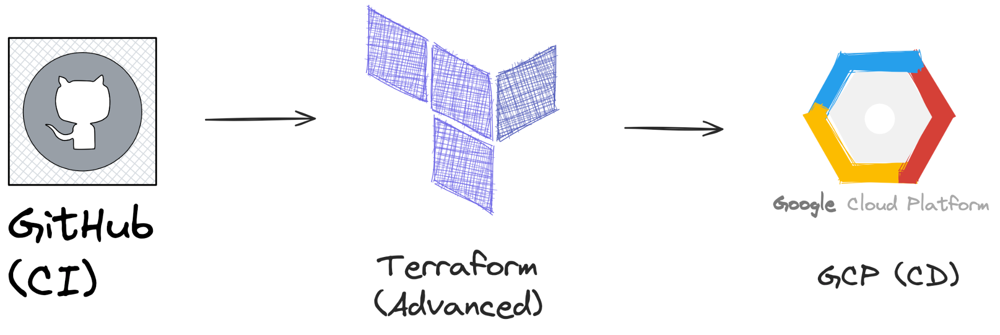 GitHub
(CI)
Terraform
(Advanced)
Google Cloud Platform
GCP (CD)